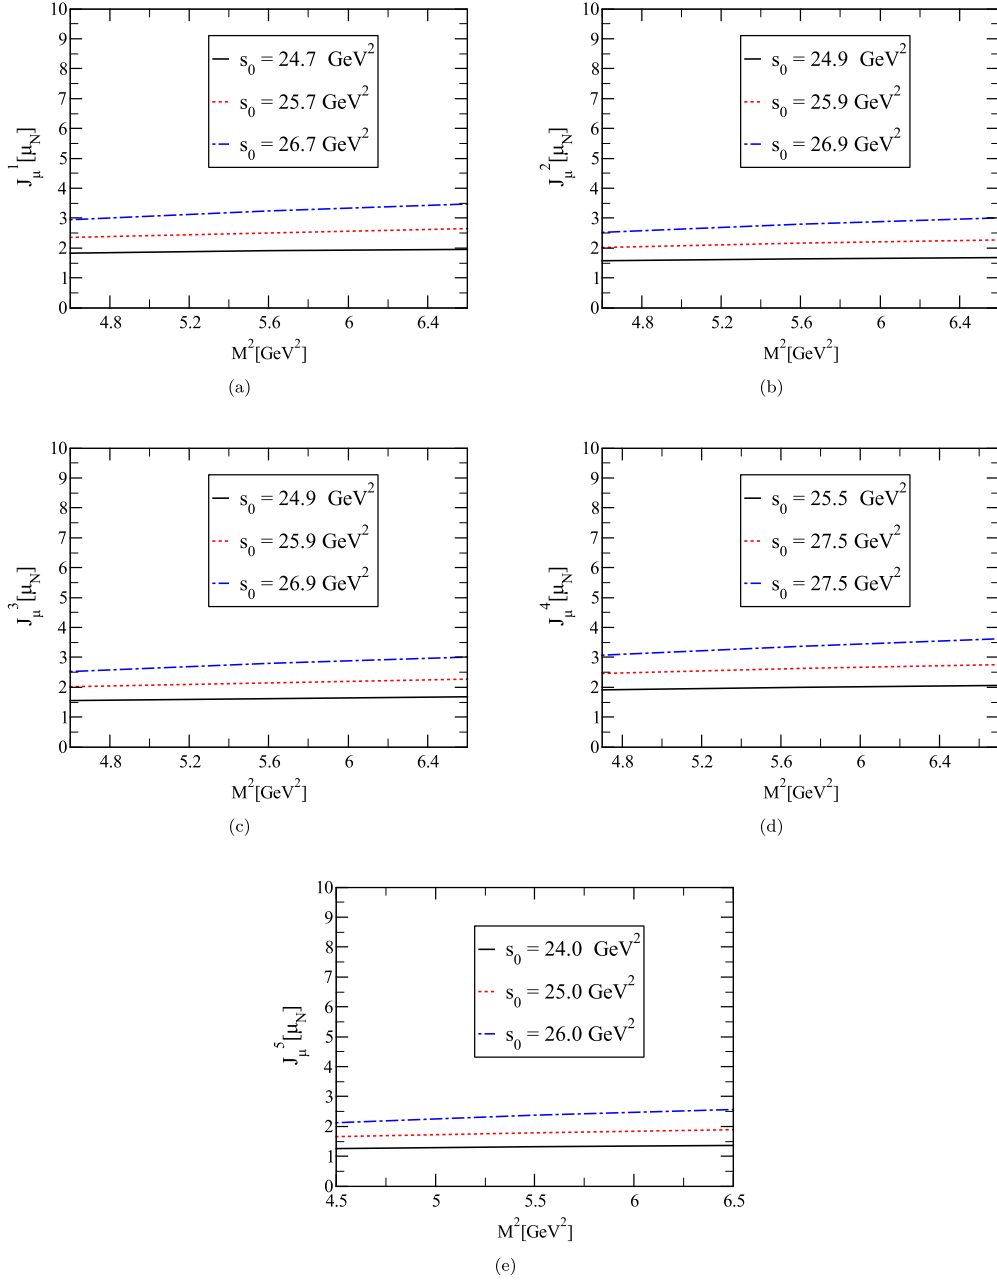 10
9
8
7
6
5
4
3
2
1
0
J_μ^1[μ_N]
s_0 = 24.7 GeV^2
s_0 = 25.7 GeV^2
s_0 = 26.7 GeV^2
4.8 5.2 5.6 6 6.4
M^2[GeV^2]
(a)
10
9
8
7
6
5
4
3
2
1
0
J_μ^2[μ_N]
s_0 = 24.9 GeV^2
s_0 = 25.9 GeV^2
s_0 = 26.9 GeV^2
4.8 5.2 5.6 6 6.4
M^2[GeV^2]
(b)
10
9
8
7
6
5
4
3
2
1
0
J_μ^3[μ_N]
s_0 = 24.9 GeV^2
s_0 = 25.9 GeV^2
s_0 = 26.9 GeV^2
4.8 5.2 5.6 6 6.4
M^2[GeV^2]
(c)
10
9
8
7
6
5
4
3
2
1
0
J_μ^4[μ_N]
s_0 = 25.5 GeV^2
s_0 = 27.5 GeV^2
s_0 = 27.5 GeV^2
4.8 5.2 5.6 6 6.4
M^2[GeV^2]
(d)
10
9
8
7
6
5
4
3
2
1
0
J_μ^5[μ_N]
s_0 = 24.0 GeV^2
s_0 = 25.0 GeV^2
s_0 = 26.0 GeV^2
4.5 5 5.5 6 6.5
M^2[GeV^2]
(e)